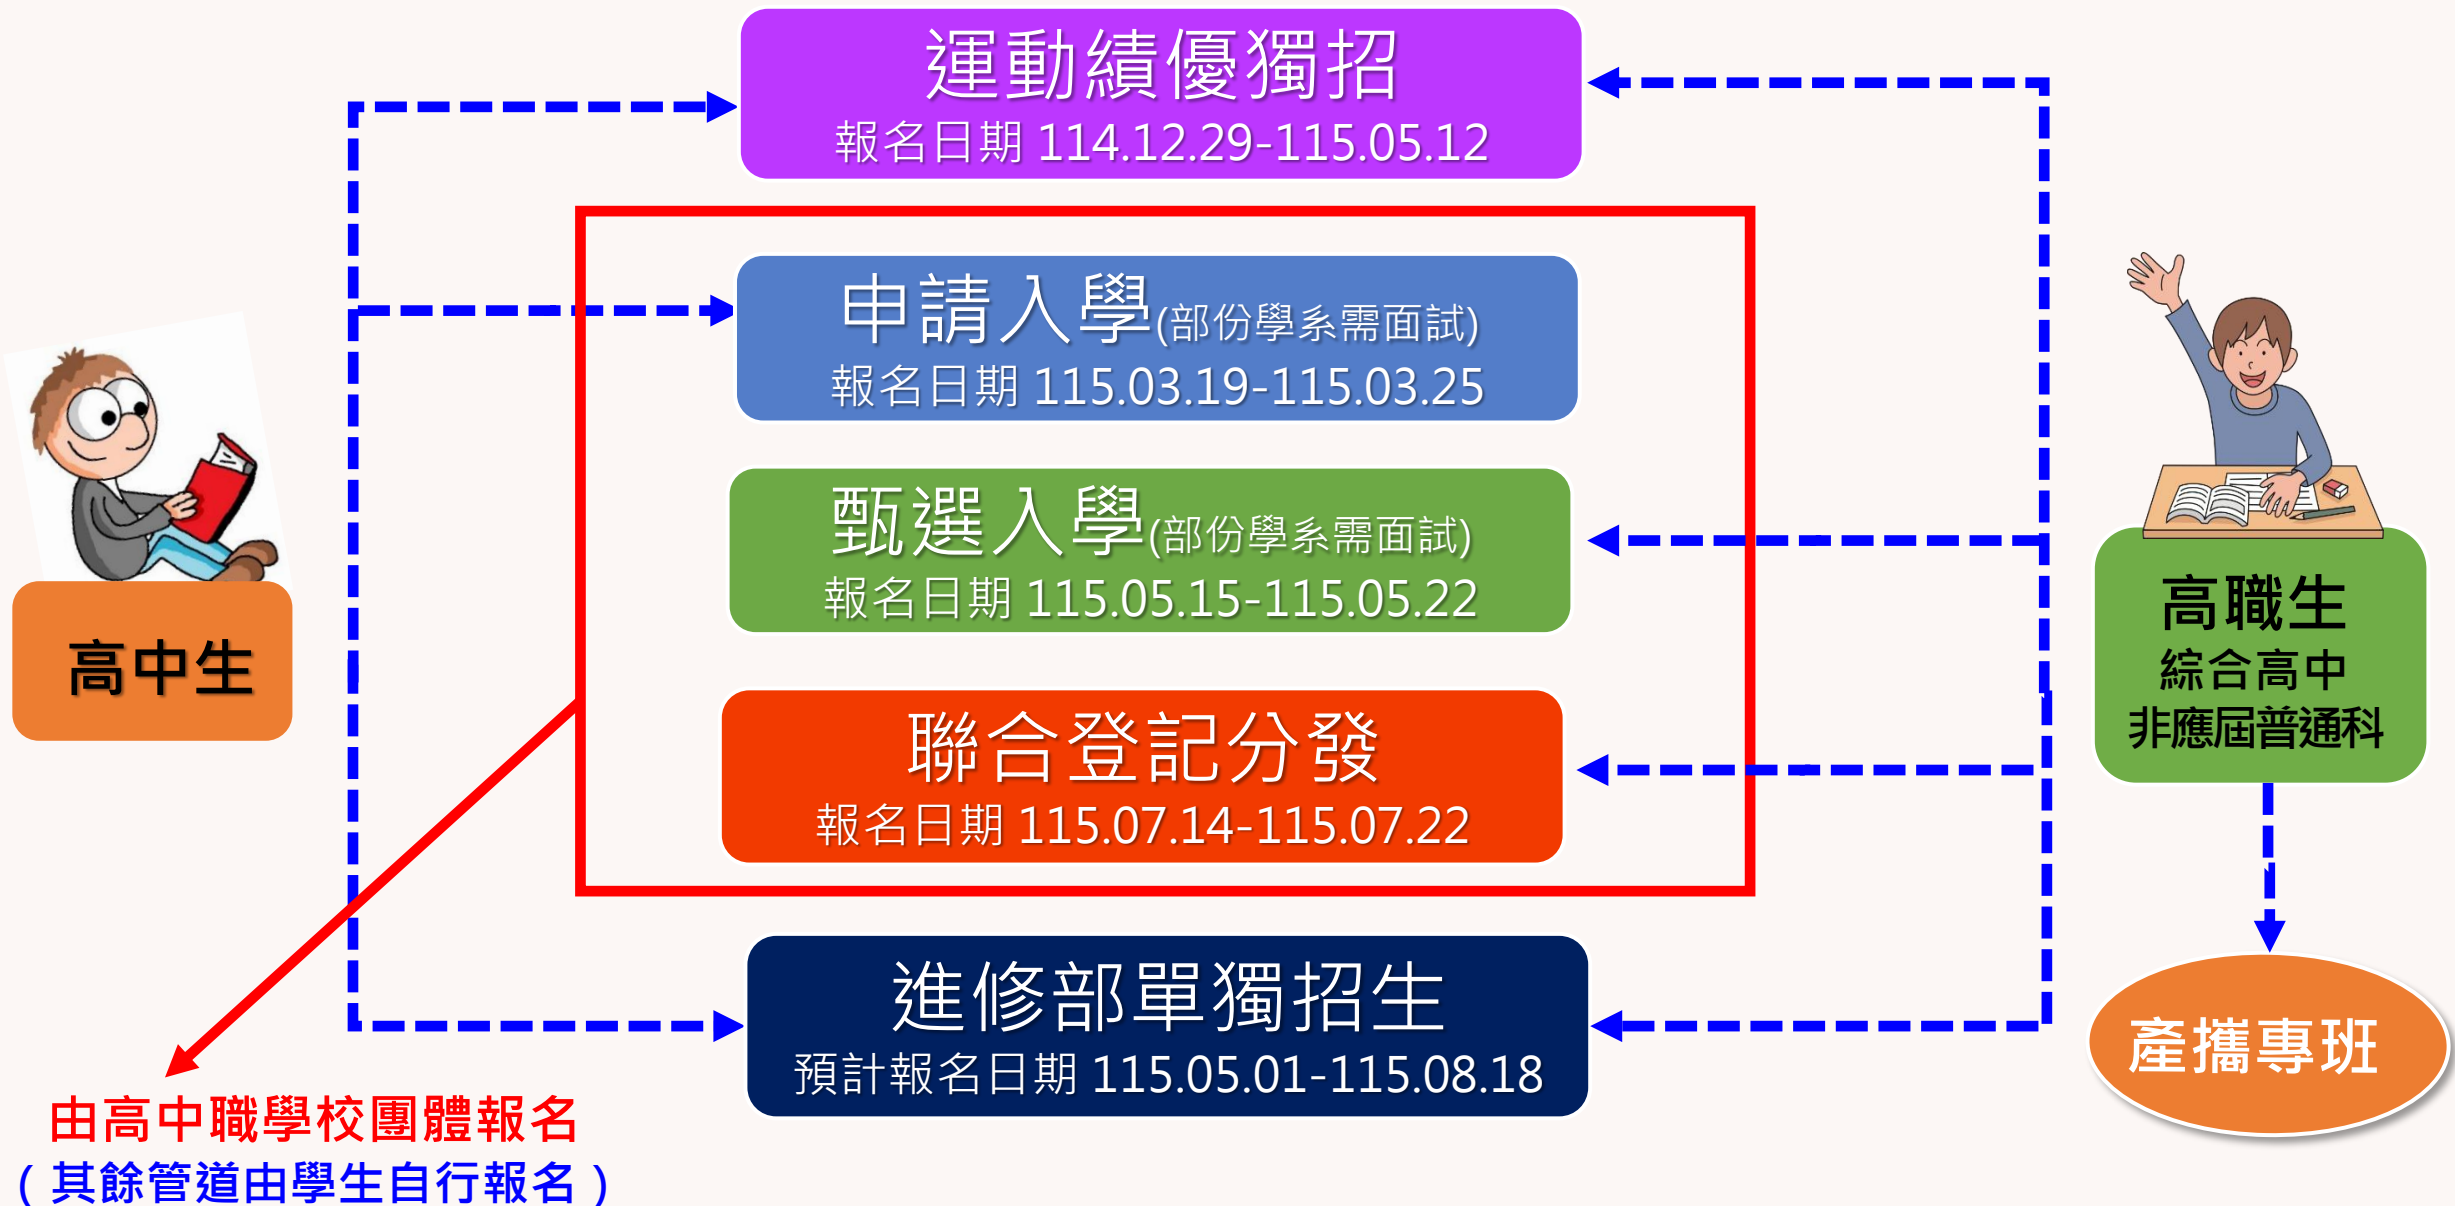 運動績優獨招
報名日期 114.12.29-115.05.12
申請入學(部份學系需面試)
報名日期 115.03.19-115.03.25
甄選入學(部份學系需面試)
報名日期 115.05.15-115.05.22
聯合登記分發
報名日期 115.07.14-115.07.22
進修部單獨招生
預計報名日期 115.05.01-115.08.18
高中生
高職生
綜合高中
非應屆普通科
產攜專班
由高中職學校團體報名
（其餘管道由學生自行報名）